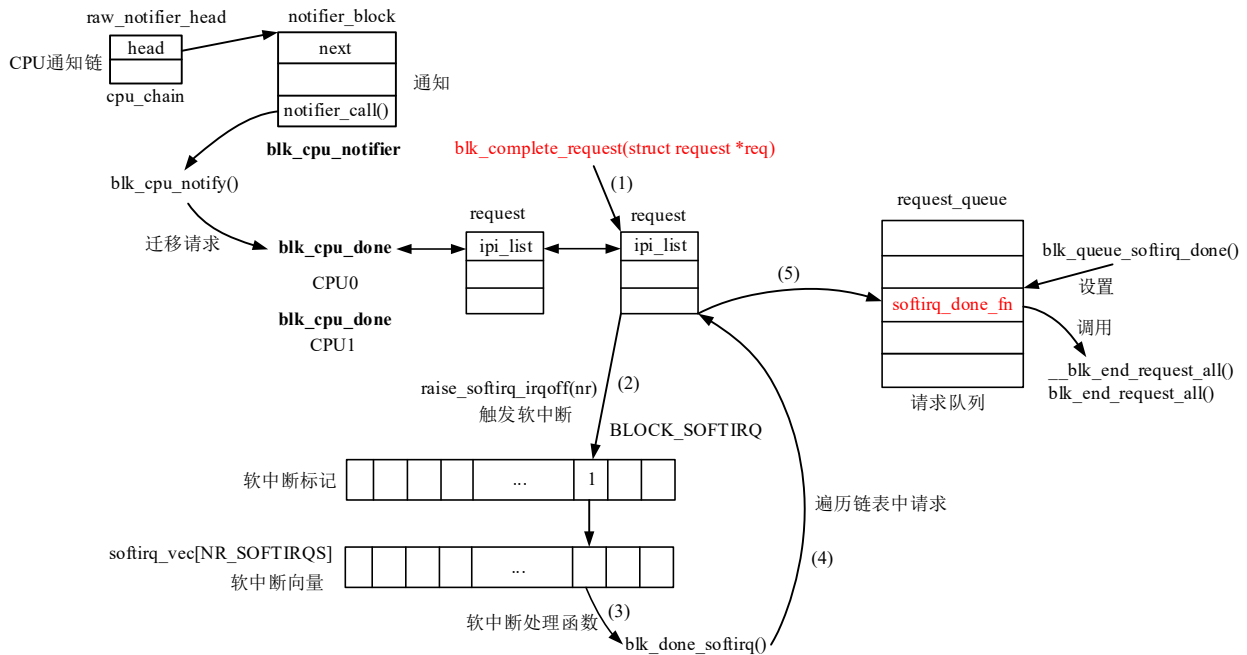 raw_notifier_head
notifier_block
head
next
CPU通知链
通知
cpu_chain
notifier_call()
blk_cpu_notifier
blk_complete_request(struct request *req)
blk_cpu_notify()
(1)
request_queue
request
request
迁移请求
blk_cpu_done
ipi_list
ipi_list
blk_queue_softirq_done()
CPU0
(5)
设置
softirq_done_fn
blk_cpu_done
调用
CPU1
__blk_end_request_all()
raise_softirq_irqoff(nr)
(2)
blk_end_request_all()
触发软中断
请求队列
BLOCK_SOFTIRQ
软中断标记
...
1
遍历链表中请求
softirq_vec[NR_SOFTIRQS]
...
(4)
软中断向量
(3)
软中断处理函数
blk_done_softirq()